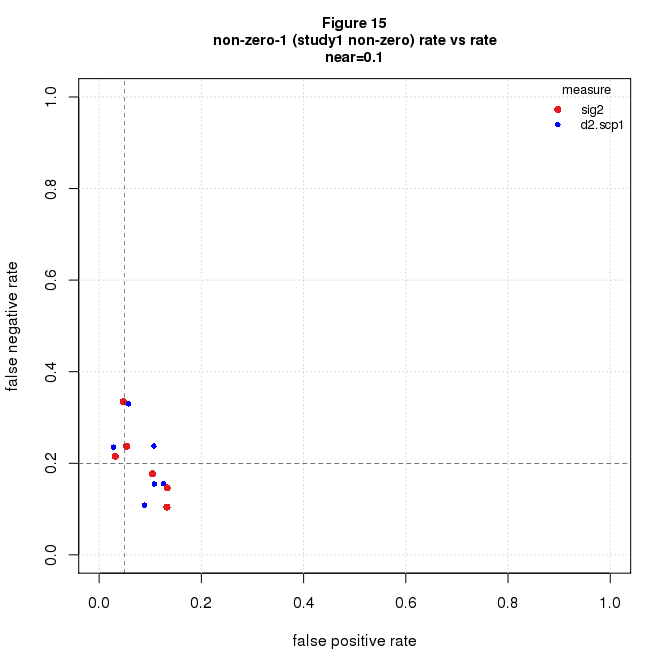 Figure 15
non-zero-1 (study1 non-zero) rate vs rate
near=0.1
measure
sig2
d2.scp1
false negative rate
1.0
0.8
0.6
0.4
0.2
0.0
0.0 0.2 0.4 0.6 0.8 1.0
false positive rate